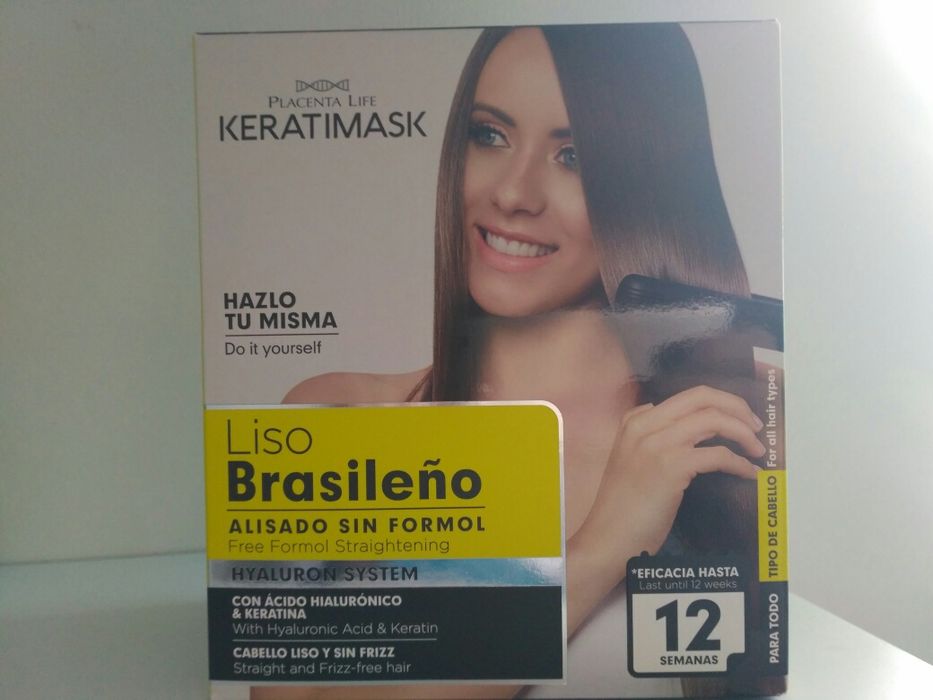 PLACENTA LIFE
KERATIMASK
HAZLO
TU MISMA
Do it yourself
Liso
Brasileño
ALISADO SIN FORMOL
Free Formol Straightening
HYALURON SYSTEM
CON ÁCIDO HIALURÓNICO
& KERATINA
With Hyaluronic Acid & Keratin
CABELLO LISO Y SIN FRIZZ
Straight and Frizz-free hair
*EFICACIA HASTA
Last until 12 weeks
12
SEMANAS
PARA TODO TIPO DE CABELLO For all hair types